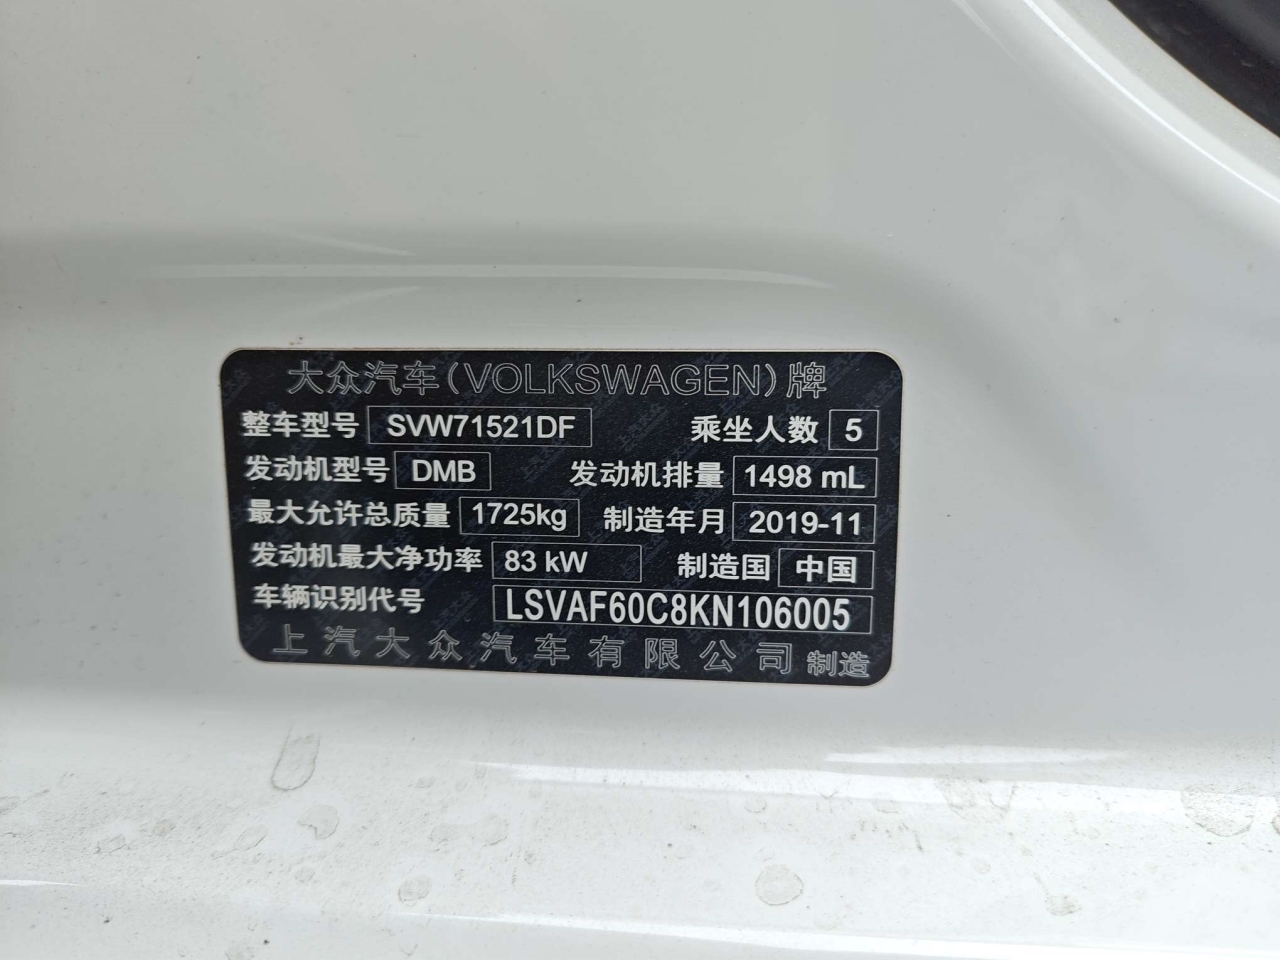 大众汽车(VOLKSWAGEN)牌
整车型号 SVW71521DF 乘坐人数 5
发动机型号 DMB 发动机排量 1498 mL
最大允许总质量 1725kg 制造年月 2019-11
发动机最大净功率 83 kW 制造国 中国
车辆识别代号 LSVAF60C8KN106005
上汽大众汽车有限公司 制造